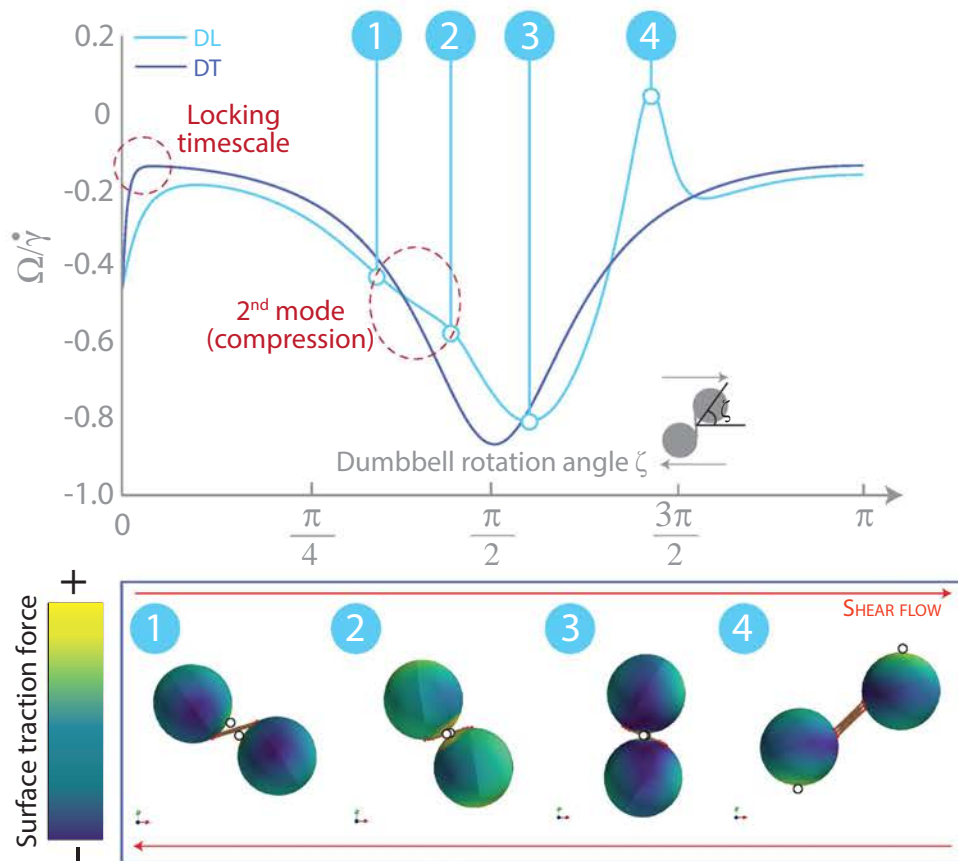 0.2
0
-0.2
-0.4
-0.6
-0.8
-1.0
Ω/γ̇
DL
DT
1
2
3
4
Locking
timescale
2nd mode
(compression)
ζ
Dumbbell rotation angle ζ
0
π
4
π
2
3π
2
π
+
Surface traction force
-
SHEAR FLOW
1
2
3
4